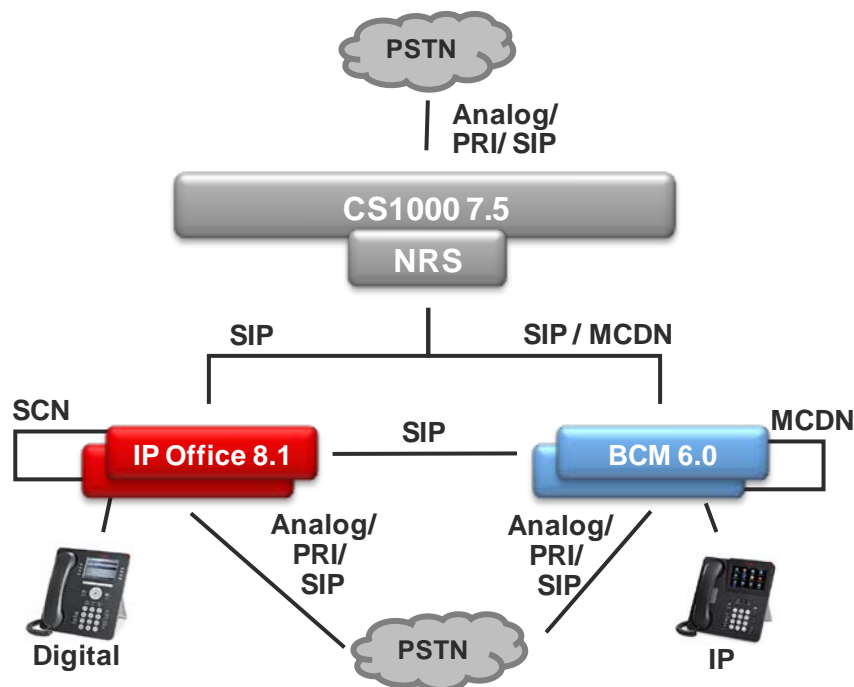 PSTN
Analog/
PRI/ SIP
CS1000 7.5
NRS
SIP
SIP / MCDN
SCN
SIP
MCDN
IP Office 8.1
BCM 6.0
Analog/
PRI/
SIP
Analog/
PRI/
SIP
Digital
PSTN
IP